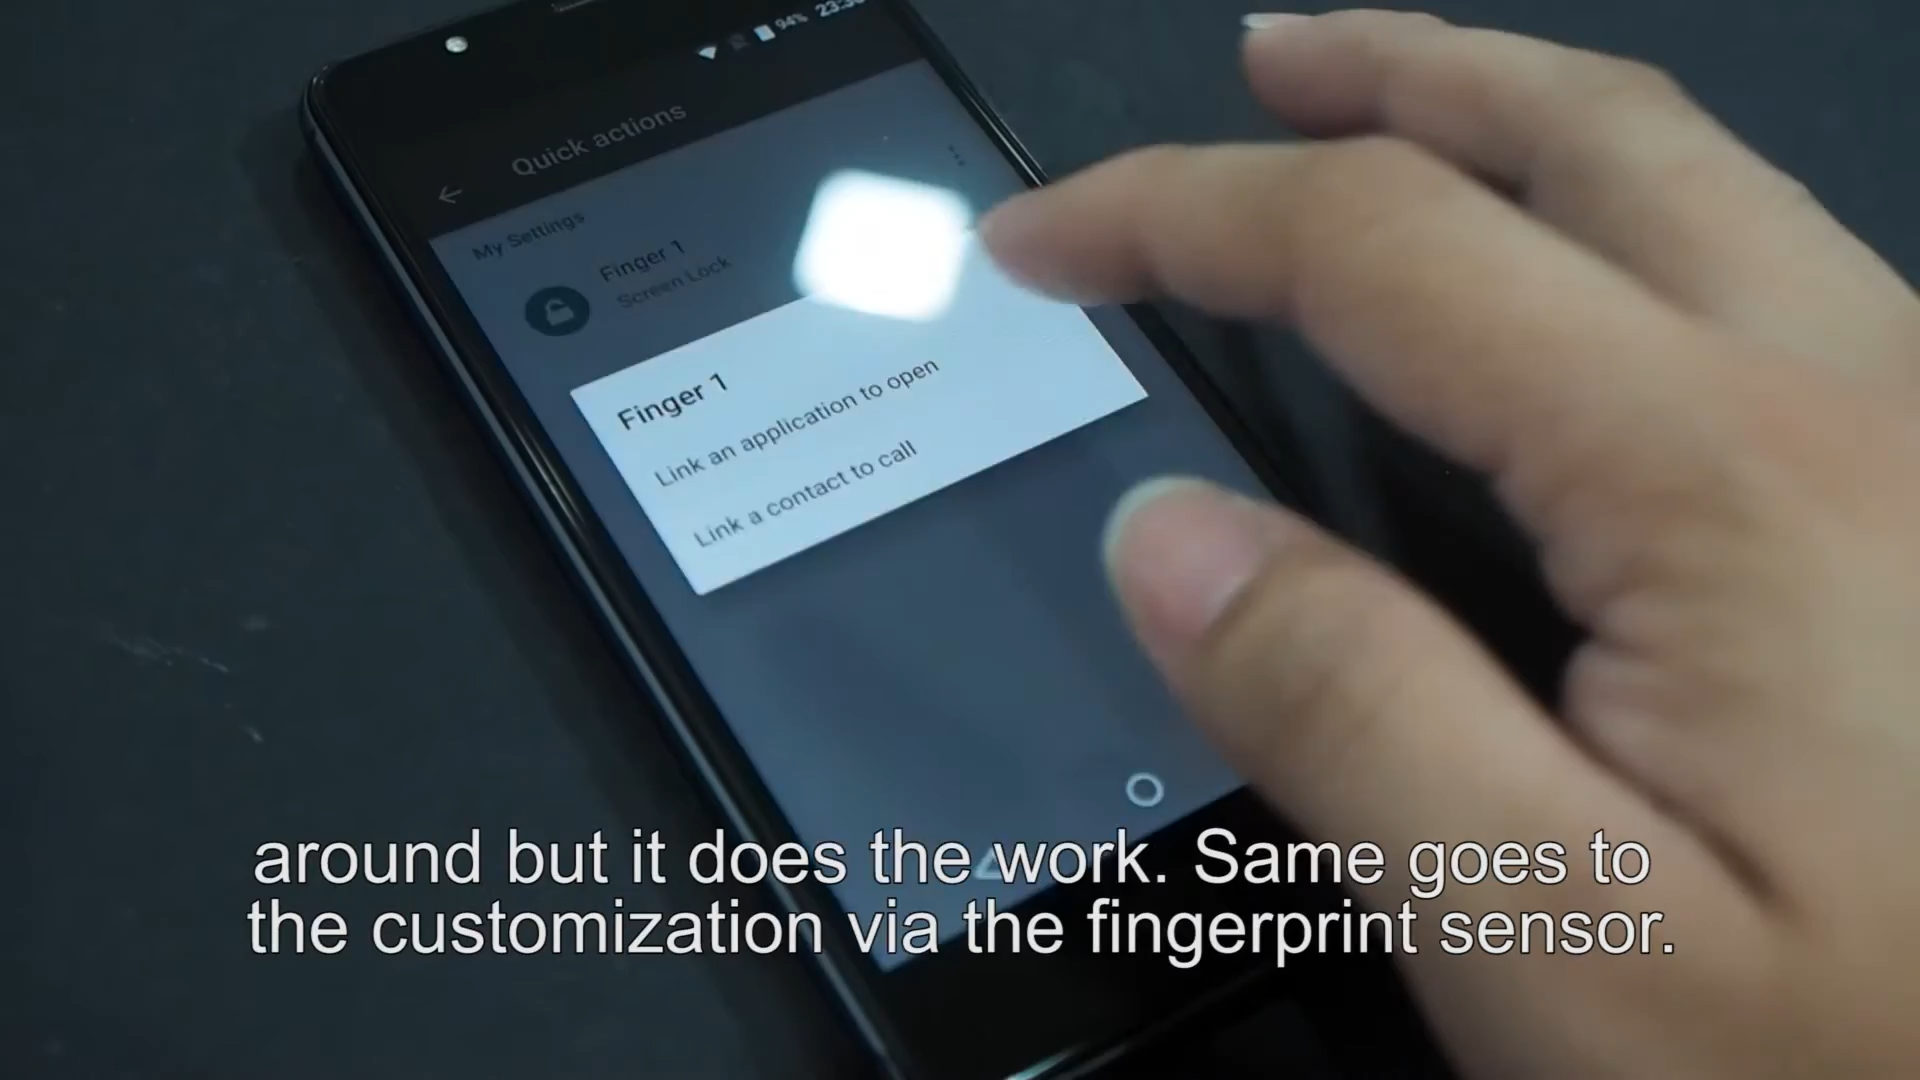 94%
Quick actions
My Settings
Finger 1
Screen Lock
Finger 1
Link an application to open
Link a contact to call
around but it does the work. Same goes to
the customization via the fingerprint sensor.